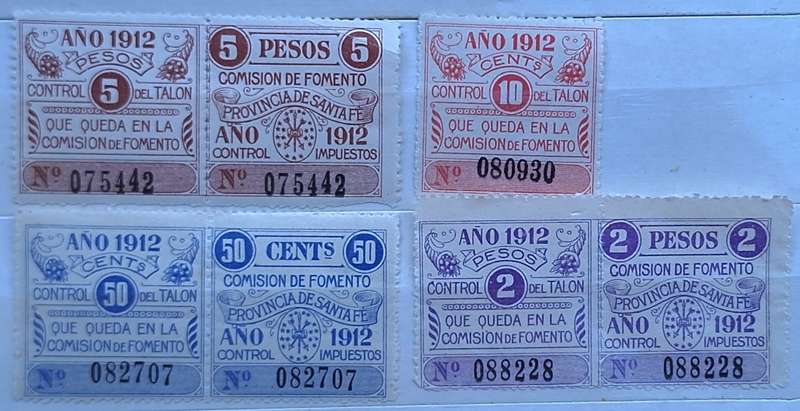 AÑO 1912
PESOS
5
CONTROL DEL TALON
QUE QUEDA EN LA
COMISION DE FOMENTO
Nº 075442
5 PESOS 5
COMISION DE FOMENTO
PROVINCIA DE SANTA FÉ
AÑO 1912
CONTROL IMPUESTOS
Nº 075442
AÑO 1912
CENTS
10
CONTROL DEL TALON
QUE QUEDA EN LA
COMISION DE FOMENTO
Nº 080930
AÑO 1912
CENTS
50
CONTROL DEL TALON
QUE QUEDA EN LA
COMISION DE FOMENTO
Nº 082707
50 CENTS 50
COMISION DE FOMENTO
PROVINCIA DE SANTA FÉ
AÑO 1912
CONTROL IMPUESTOS
Nº 082707
AÑO 1912
PESOS
2
CONTROL DEL TALON
QUE QUEDA EN LA
COMISION DE FOMENTO
Nº 088228
2 PESOS 2
COMISION DE FOMENTO
PROVINCIA DE SANTA FÉ
AÑO 1912
CONTROL IMPUESTOS
Nº 088228